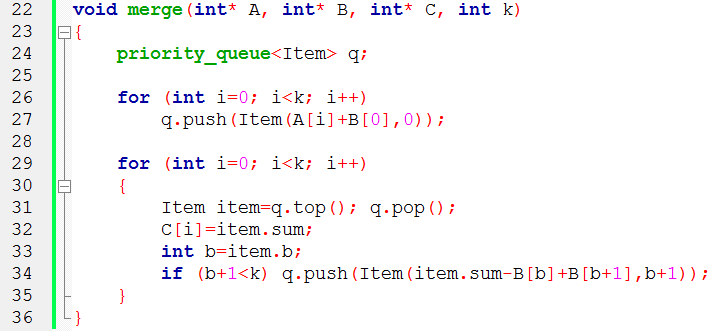 22 void merge(int* A, int* B, int* C, int k)
23 {
24     priority_queue<Item> q;
25
26     for (int i=0; i<k; i++)
27         q.push(Item(A[i]+B[0],0));
28
29     for (int i=0; i<k; i++)
30     {
31         Item item=q.top(); q.pop();
32         C[i]=item.sum;
33         int b=item.b;
34         if (b+1<k) q.push(Item(item.sum-B[b]+B[b+1],b+1));
35     }
36 }